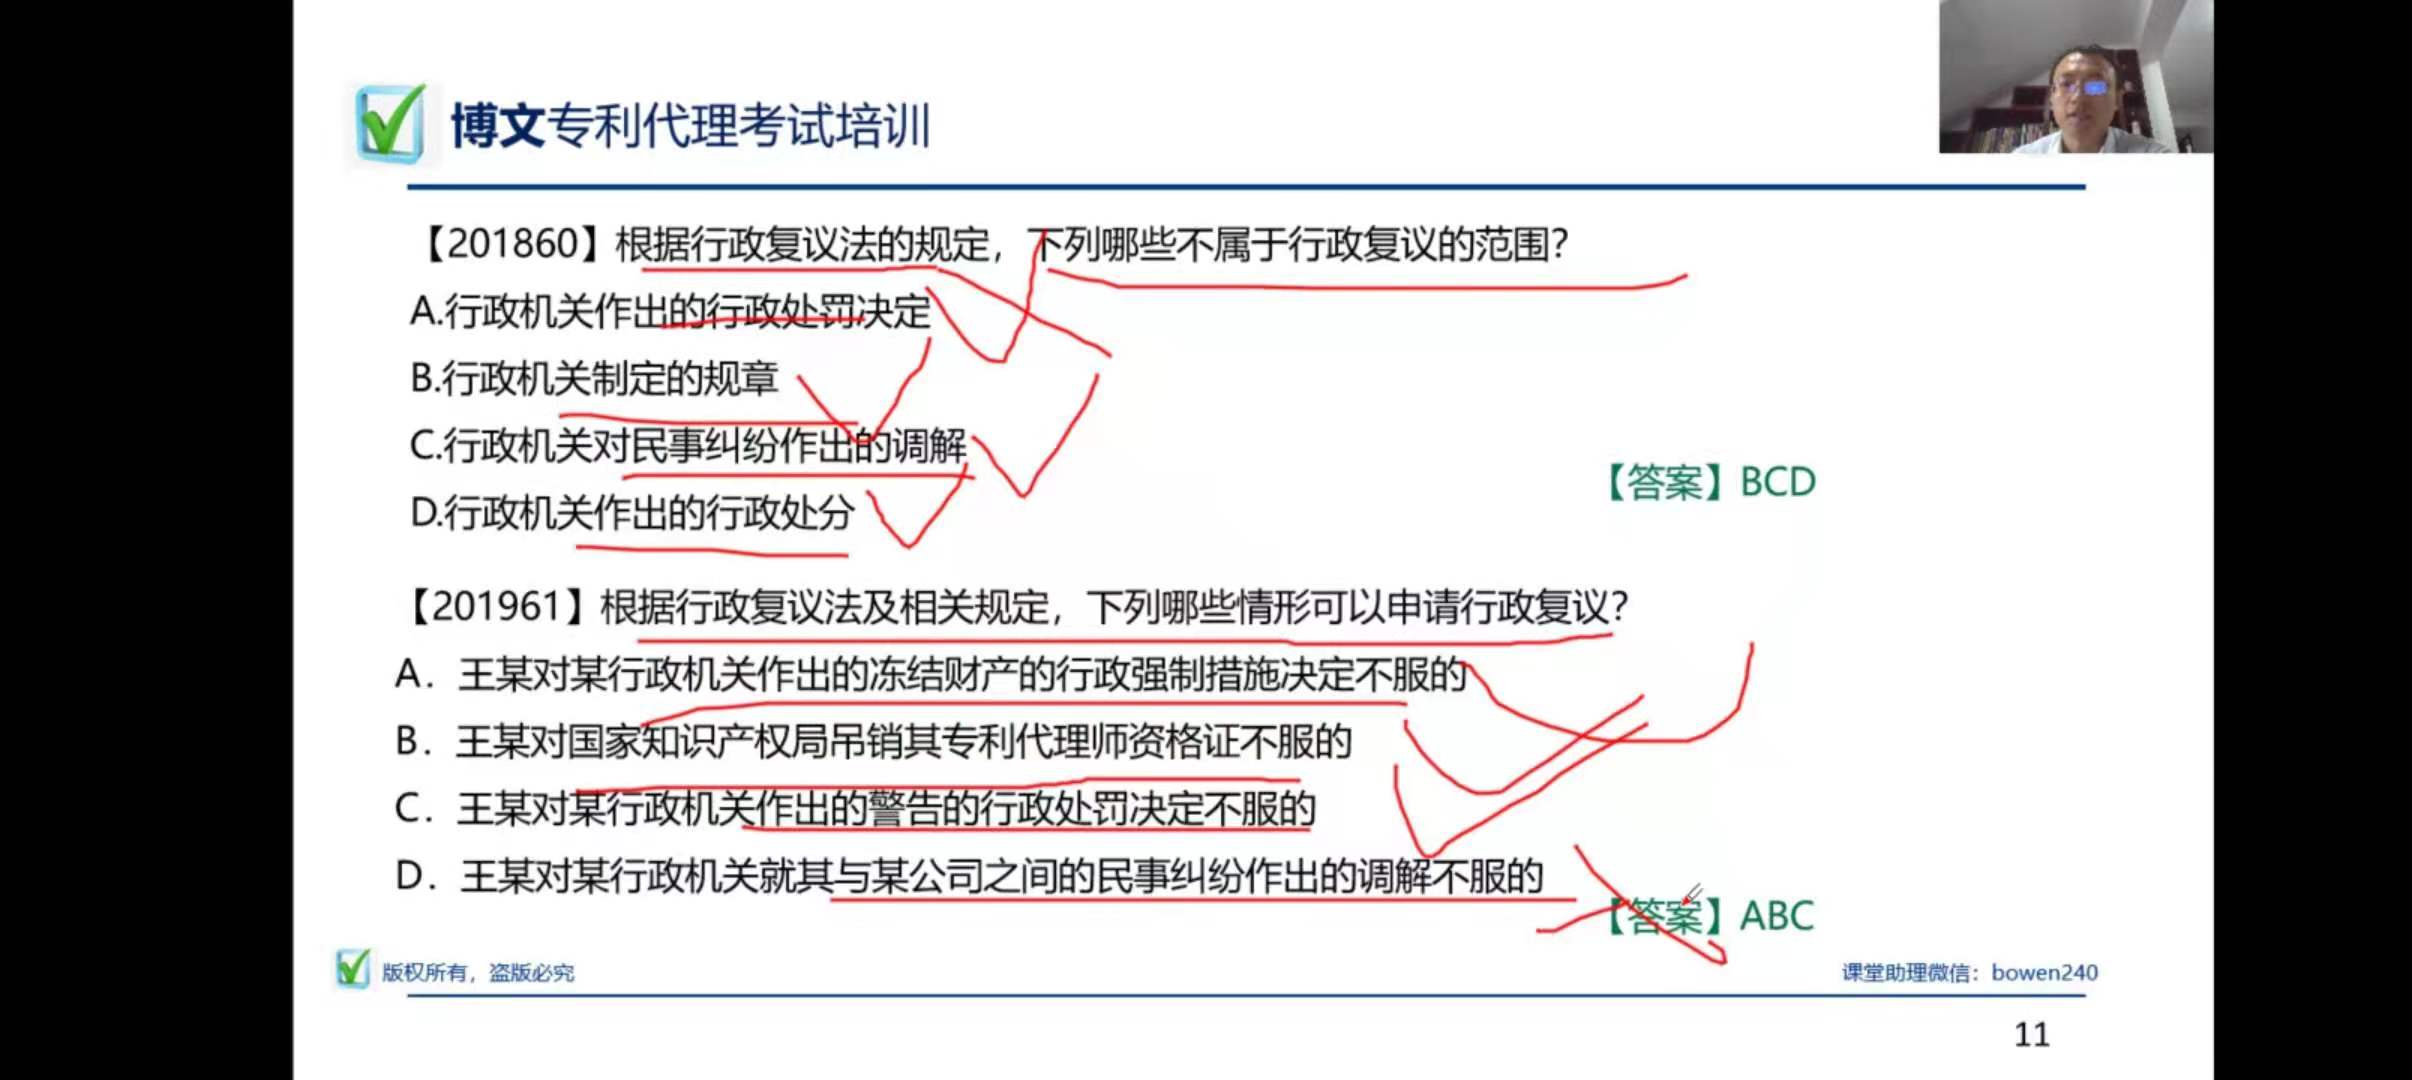 博文专利代理考试培训
【201860】根据行政复议法的规定，下列哪些不属于行政复议的范围？
A.行政机关作出的行政处罚决定
B.行政机关制定的规章
C.行政机关对民事纠纷作出的调解
D.行政机关作出的行政处分
【答案】BCD
【201961】根据行政复议法及相关规定，下列哪些情形可以申请行政复议？
A．王某对某行政机关作出的冻结财产的行政强制措施决定不服的
B．王某对国家知识产权局吊销其专利代理师资格证不服的
C．王某对某行政机关作出的警告的行政处罚决定不服的
D．王某对某行政机关就其与某公司之间的民事纠纷作出的调解不服的
【答案】ABC
版权所有，盗版必究
课堂助理微信：bowen240
11